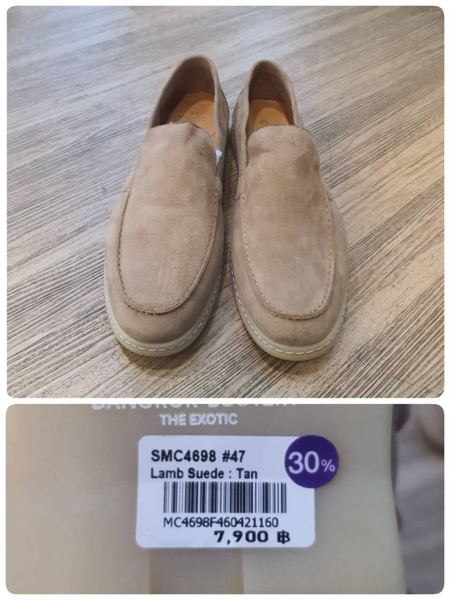 THE EXOTIC
SMC4698 #47
30%
Lamb Suede : Tan
MC4698F460421160
7,900 ฿